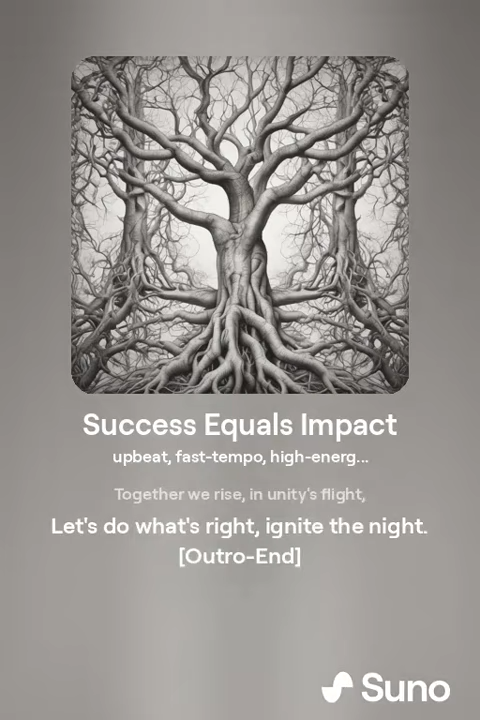 Success Equals Impact
upbeat, fast-tempo, high-energ...
Together we rise, in unity's flight,
Let's do what's right, ignite the night.
[Outro-End]
Suno